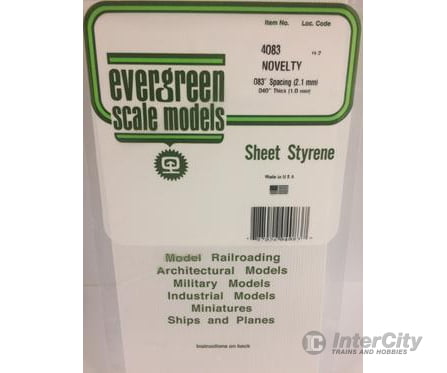 Item No. Loc. Code
4083 H-7
NOVELTY
.083" Spacing (2.1 mm)
.040" Thick (1.0 mm)
evergreen
scale models
Sheet Styrene
Made in U S A
Model Railroading
Architectural Models
Military Models
Industrial Models
Miniatures
Ships and Planes
Instructions on back
InterCity
TRAINS AND HOBBIES